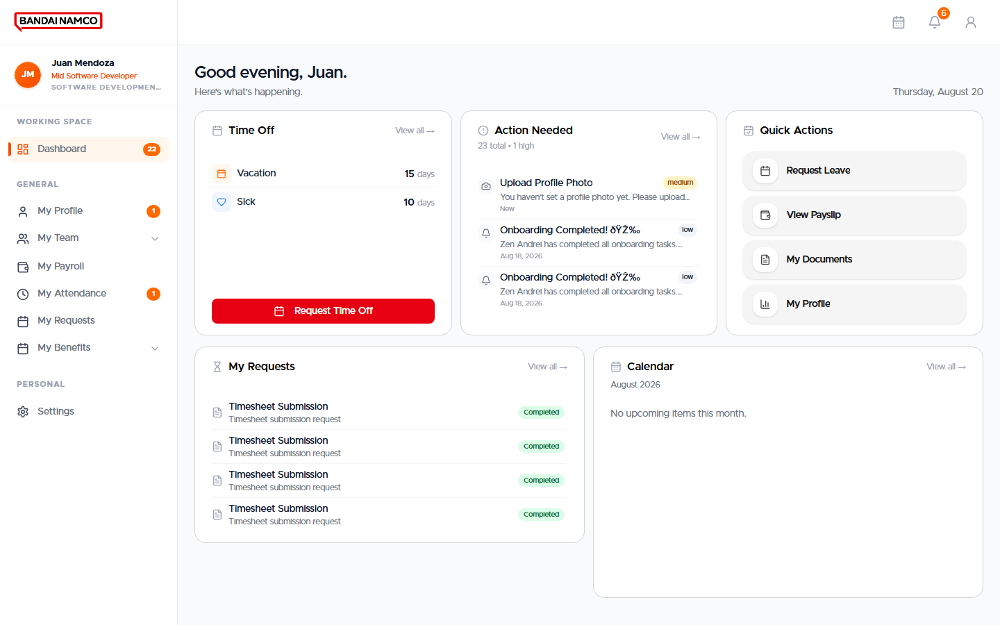 BANDAI NAMCO
6
JM
Juan Mendoza
Mid Software Developer
SOFTWARE DEVELOPMEN...
WORKING SPACE
Dashboard
22
GENERAL
My Profile
1
My Team
My Payroll
My Attendance
1
My Requests
My Benefits
PERSONAL
Settings
Good evening, Juan.
Here's what's happening.
Thursday, August 20
Time Off
View all →
Vacation
15 days
Sick
10 days
Request Time Off
Action Needed
23 total • 1 high
View all →
Upload Profile Photo
medium
You haven't set a profile photo yet. Please upload...
New
Onboarding Completed! ðŸŽ‰
low
Zen Andrei has completed all onboarding tasks....
Aug 18, 2026
Onboarding Completed! ðŸŽ‰
low
Zen Andrei has completed all onboarding tasks....
Aug 18, 2026
Quick Actions
Request Leave
View Payslip
My Documents
My Profile
My Requests
View all →
Timesheet Submission
Timesheet submission request
Completed
Timesheet Submission
Timesheet submission request
Completed
Timesheet Submission
Timesheet submission request
Completed
Timesheet Submission
Timesheet submission request
Completed
Calendar
View all →
August 2026
No upcoming items this month.